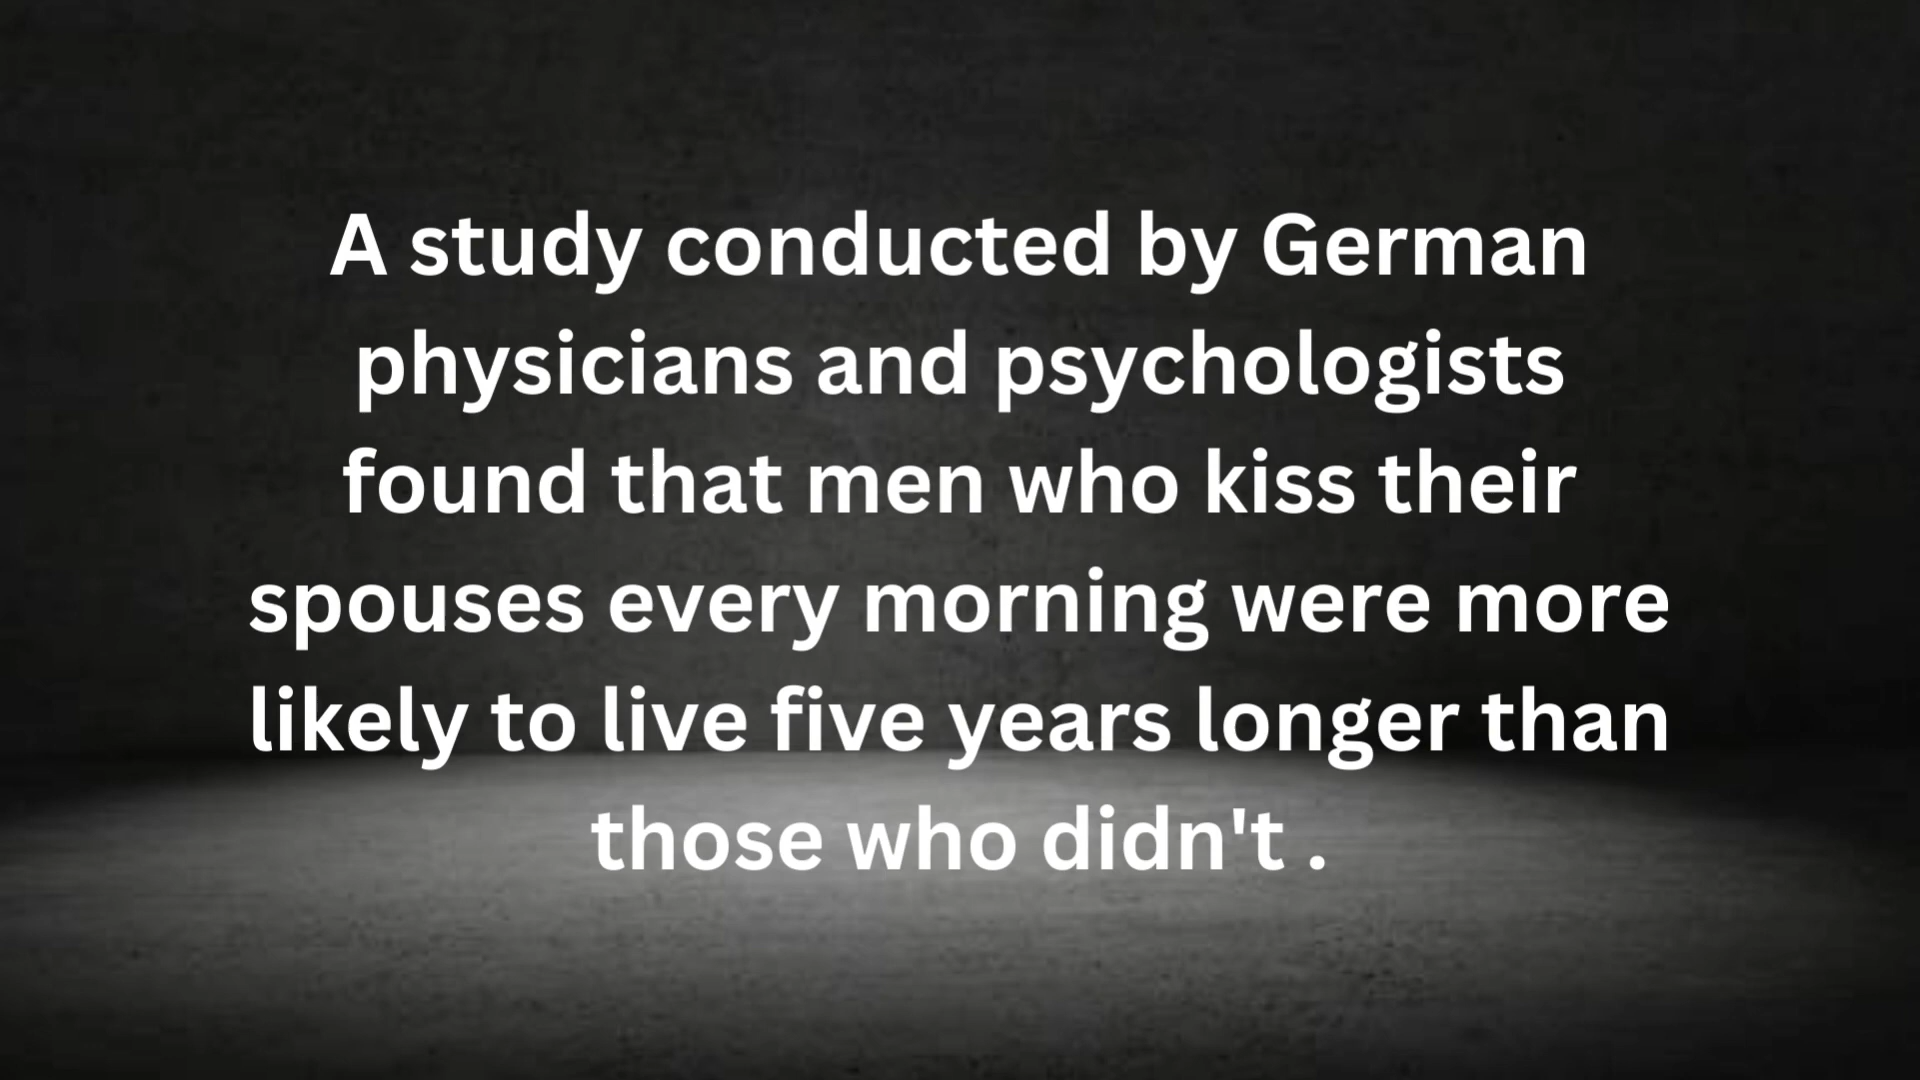 A study conducted by German
physicians and psychologists
found that men who kiss their
spouses every morning were more
likely to live five years longer than
those who didn't .